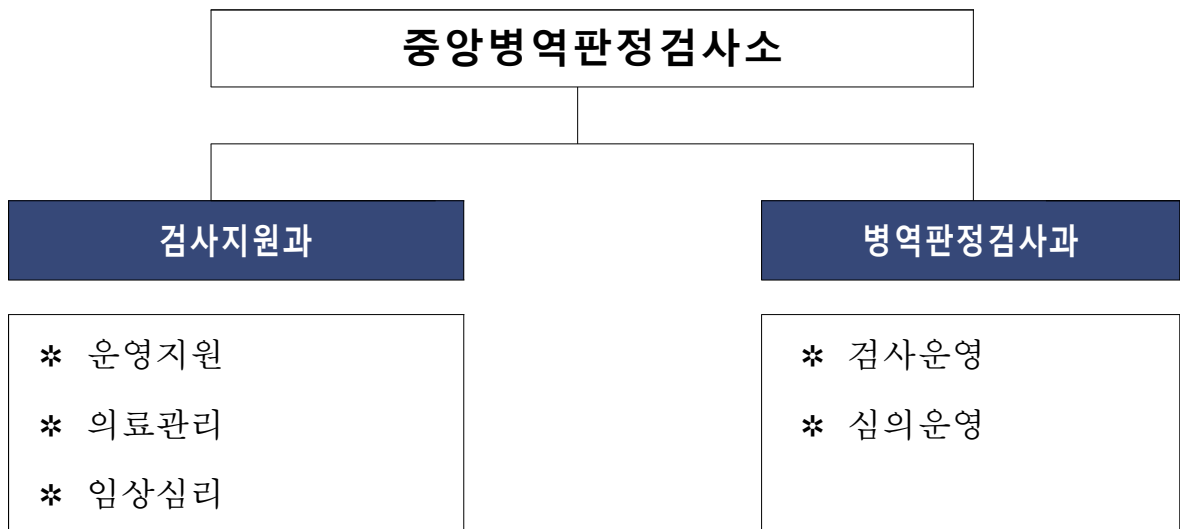 중앙병역판정검사소
검사지원과
병역판정검사과
✲ 운영지원
✲ 의료관리
✲ 임상심리
✲ 검사운영
✲ 심의운영